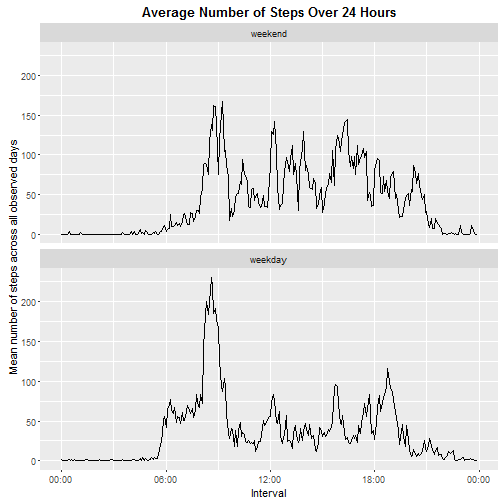 Average Number of Steps Over 24 Hours
weekend
200
150
100
50
0
weekday
200
150
100
50
0
Mean number of steps across all observed days
00:00 06:00 12:00 18:00 00:00
Interval